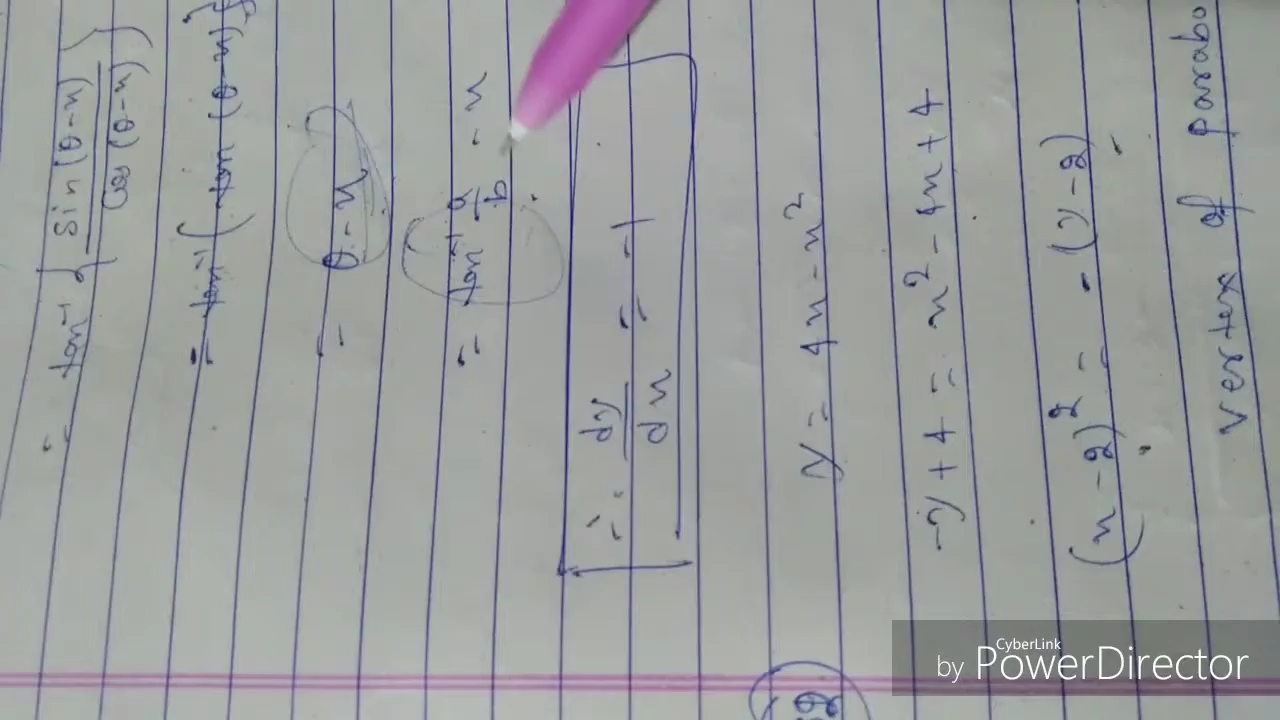 = tan⁻¹ { sin(θ-x) / cos(θ-x) }
= tan⁻¹ ( tan (θ-x) }
= θ - x
= tan⁻¹ a/b - x
∴ dy/dx = -1
y = 4x - x²
-y + 4 = x² - 4x + 4
(x-2)² = -(y-2)
vertex of parabo
CyberLink
by PowerDirector